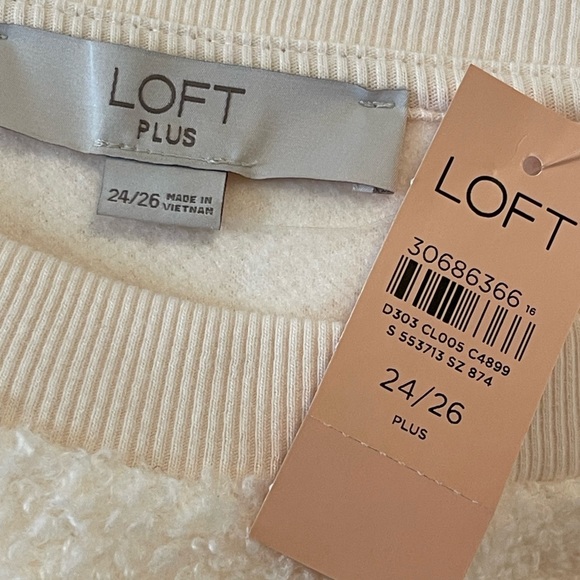 LOFT
PLUS
24/26 MADE IN
VIETNAM
LOFT
30686366 16
D303 CL005 C4899
S 553713 SZ 874
24/26
PLUS